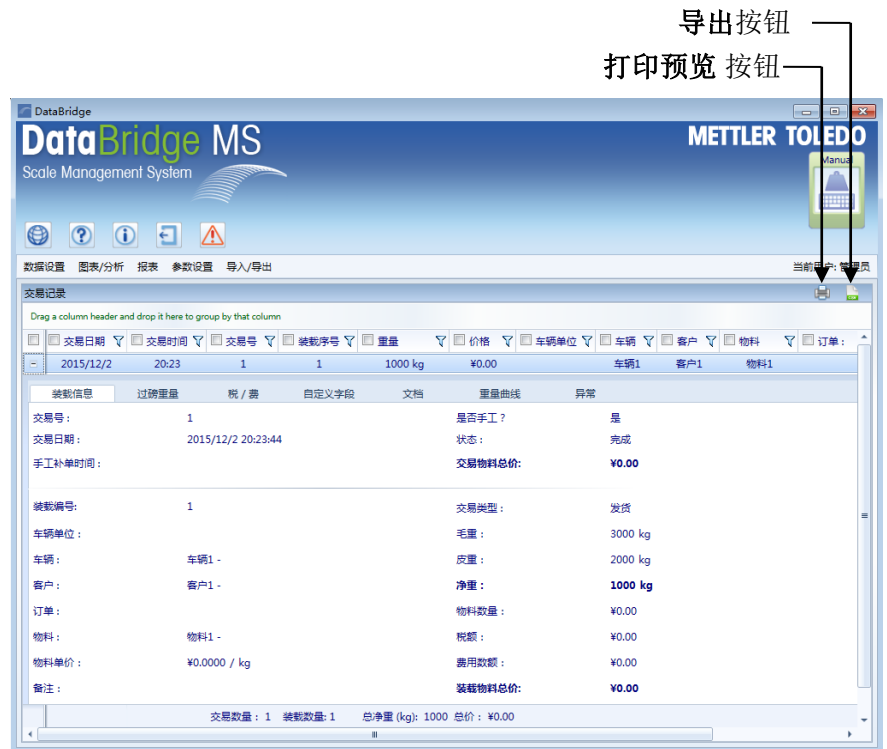 导出按钮
打印预览 按钮
DataBridge
DataBridge MS
METTLER TOLEDO
Scale Management System
Manual
数据设置 图表/分析 报表 参数设置 导入/导出 当前用户: 管理员
交易记录
Drag a column header and drop it here to group by that column
交易日期 交易时间 交易号 装载序号 重量 价格 车辆单位 车辆 客户 物料 订单:
2015/12/2 20:23 1 1 1000 kg ¥0.00 车辆1 客户1 物料1
装载信息 过磅重量 税 / 费 自定义字段 文档 重量曲线 异常
交易号: 1 是否手工? 是
交易日期: 2015/12/2 20:23:44 状态: 完成
手工补单时间: 交易物料总价: ¥0.00
装载编号: 1 交易类型: 发货
车辆单位: 毛重: 3000 kg
车辆: 车辆1 - 皮重: 2000 kg
客户: 客户1 - 净重: 1000 kg
订单: 物料数量: ¥0.00
物料: 物料1 - 税额: ¥0.00
物料单价: ¥0.0000 / kg 费用数额: ¥0.00
备注: 装载物料总价: ¥0.00
交易数量: 1 装载数量: 1 总净重 (kg): 1000 总价: ¥0.00